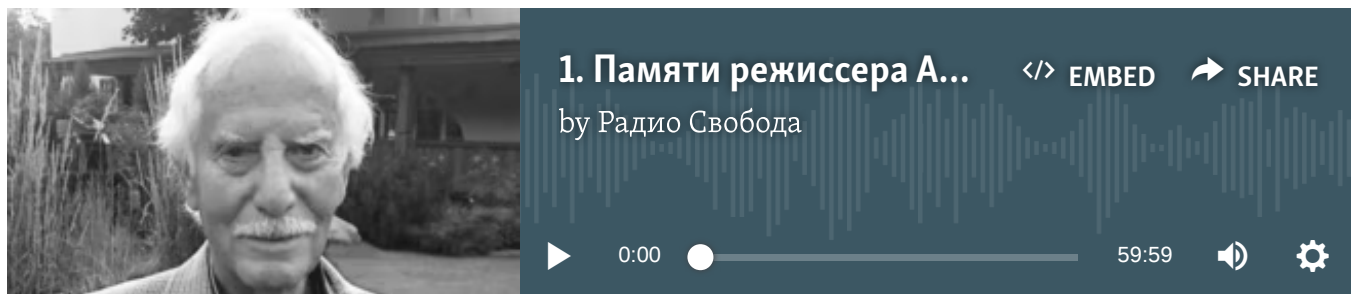 1. Памяти режиссера А...
</> EMBED
SHARE
by Радио Свобода
0:00
59:59